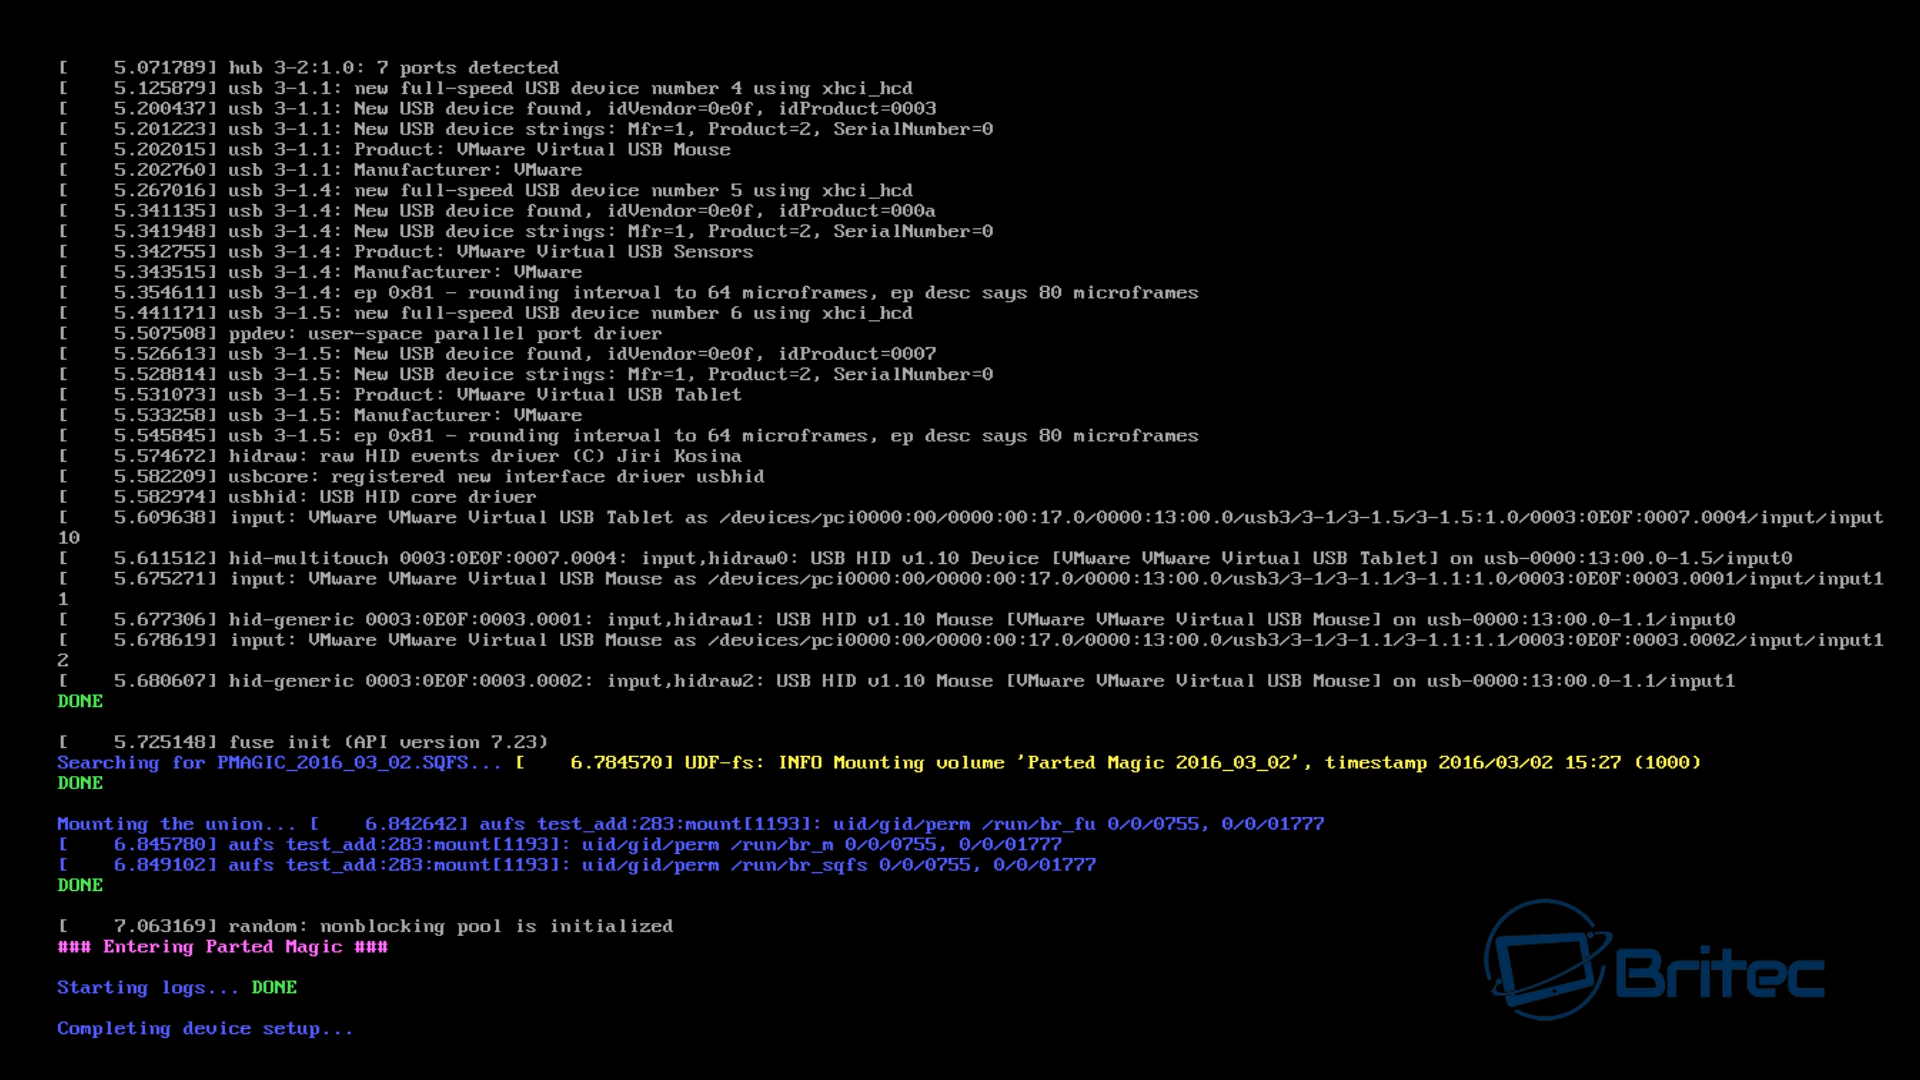 [    5.071789] hub 3-2:1.0: 7 ports detected
[    5.125879] usb 3-1.1: new full-speed USB device number 4 using xhci_hcd
[    5.200437] usb 3-1.1: New USB device found, idVendor=0e0f, idProduct=0003
[    5.201223] usb 3-1.1: New USB device strings: Mfr=1, Product=2, SerialNumber=0
[    5.202015] usb 3-1.1: Product: VMware Virtual USB Mouse
[    5.202760] usb 3-1.1: Manufacturer: VMware
[    5.267016] usb 3-1.4: new full-speed USB device number 5 using xhci_hcd
[    5.341135] usb 3-1.4: New USB device found, idVendor=0e0f, idProduct=000a
[    5.341948] usb 3-1.4: New USB device strings: Mfr=1, Product=2, SerialNumber=0
[    5.342755] usb 3-1.4: Product: VMware Virtual USB Sensors
[    5.343515] usb 3-1.4: Manufacturer: VMware
[    5.354611] usb 3-1.4: ep 0x81 - rounding interval to 64 microframes, ep desc says 80 microframes
[    5.441171] usb 3-1.5: new full-speed USB device number 6 using xhci_hcd
[    5.507508] ppdev: user-space parallel port driver
[    5.526613] usb 3-1.5: New USB device found, idVendor=0e0f, idProduct=0007
[    5.528814] usb 3-1.5: New USB device strings: Mfr=1, Product=2, SerialNumber=0
[    5.531073] usb 3-1.5: Product: VMware Virtual USB Tablet
[    5.533258] usb 3-1.5: Manufacturer: VMware
[    5.545845] usb 3-1.5: ep 0x81 - rounding interval to 64 microframes, ep desc says 80 microframes
[    5.574672] hidraw: raw HID events driver (C) Jiri Kosina
[    5.582209] usbcore: registered new interface driver usbhid
[    5.582974] usbhid: USB HID core driver
[    5.609638] input: VMware VMware Virtual USB Tablet as /devices/pci0000:00/0000:00:17.0/0000:13:00.0/usb3/3-1/3-1.5/3-1.5:1.0/0003:0E0F:0007.0004/input/input
10
[    5.611512] hid-multitouch 0003:0E0F:0007.0004: input,hidraw0: USB HID v1.10 Device [VMware VMware Virtual USB Tablet] on usb-0000:13:00.0-1.5/input0
[    5.675271] input: VMware VMware Virtual USB Mouse as /devices/pci0000:00/0000:00:17.0/0000:13:00.0/usb3/3-1/3-1.1/3-1.1:1.0/0003:0E0F:0003.0001/input/input1
1
[    5.677306] hid-generic 0003:0E0F:0003.0001: input,hidraw1: USB HID v1.10 Mouse [VMware VMware Virtual USB Mouse] on usb-0000:13:00.0-1.1/input0
[    5.678619] input: VMware VMware Virtual USB Mouse as /devices/pci0000:00/0000:00:17.0/0000:13:00.0/usb3/3-1/3-1.1/3-1.1:1.1/0003:0E0F:0003.0002/input/input1
2
[    5.680607] hid-generic 0003:0E0F:0003.0002: input,hidraw2: USB HID v1.10 Mouse [VMware VMware Virtual USB Mouse] on usb-0000:13:00.0-1.1/input1
DONE
[    5.725148] fuse init (API version 7.23)
Searching for PMAGIC_2016_03_02.SQFS... [    6.784570] UDF-fs: INFO Mounting volume 'Parted Magic 2016_03_02', timestamp 2016/03/02 15:27 (1000)
DONE
Mounting the union... [    6.842642] aufs test_add:283:mount[1193]: uid/gid/perm /run/br_fu 0/0/0755, 0/0/01777
[    6.845780] aufs test_add:283:mount[1193]: uid/gid/perm /run/br_m 0/0/0755, 0/0/01777
[    6.849102] aufs test_add:283:mount[1193]: uid/gid/perm /run/br_sqfs 0/0/0755, 0/0/01777
DONE
[    7.063169] random: nonblocking pool is initialized
### Entering Parted Magic ###
Starting logs... DONE
Completing device setup...
Britec